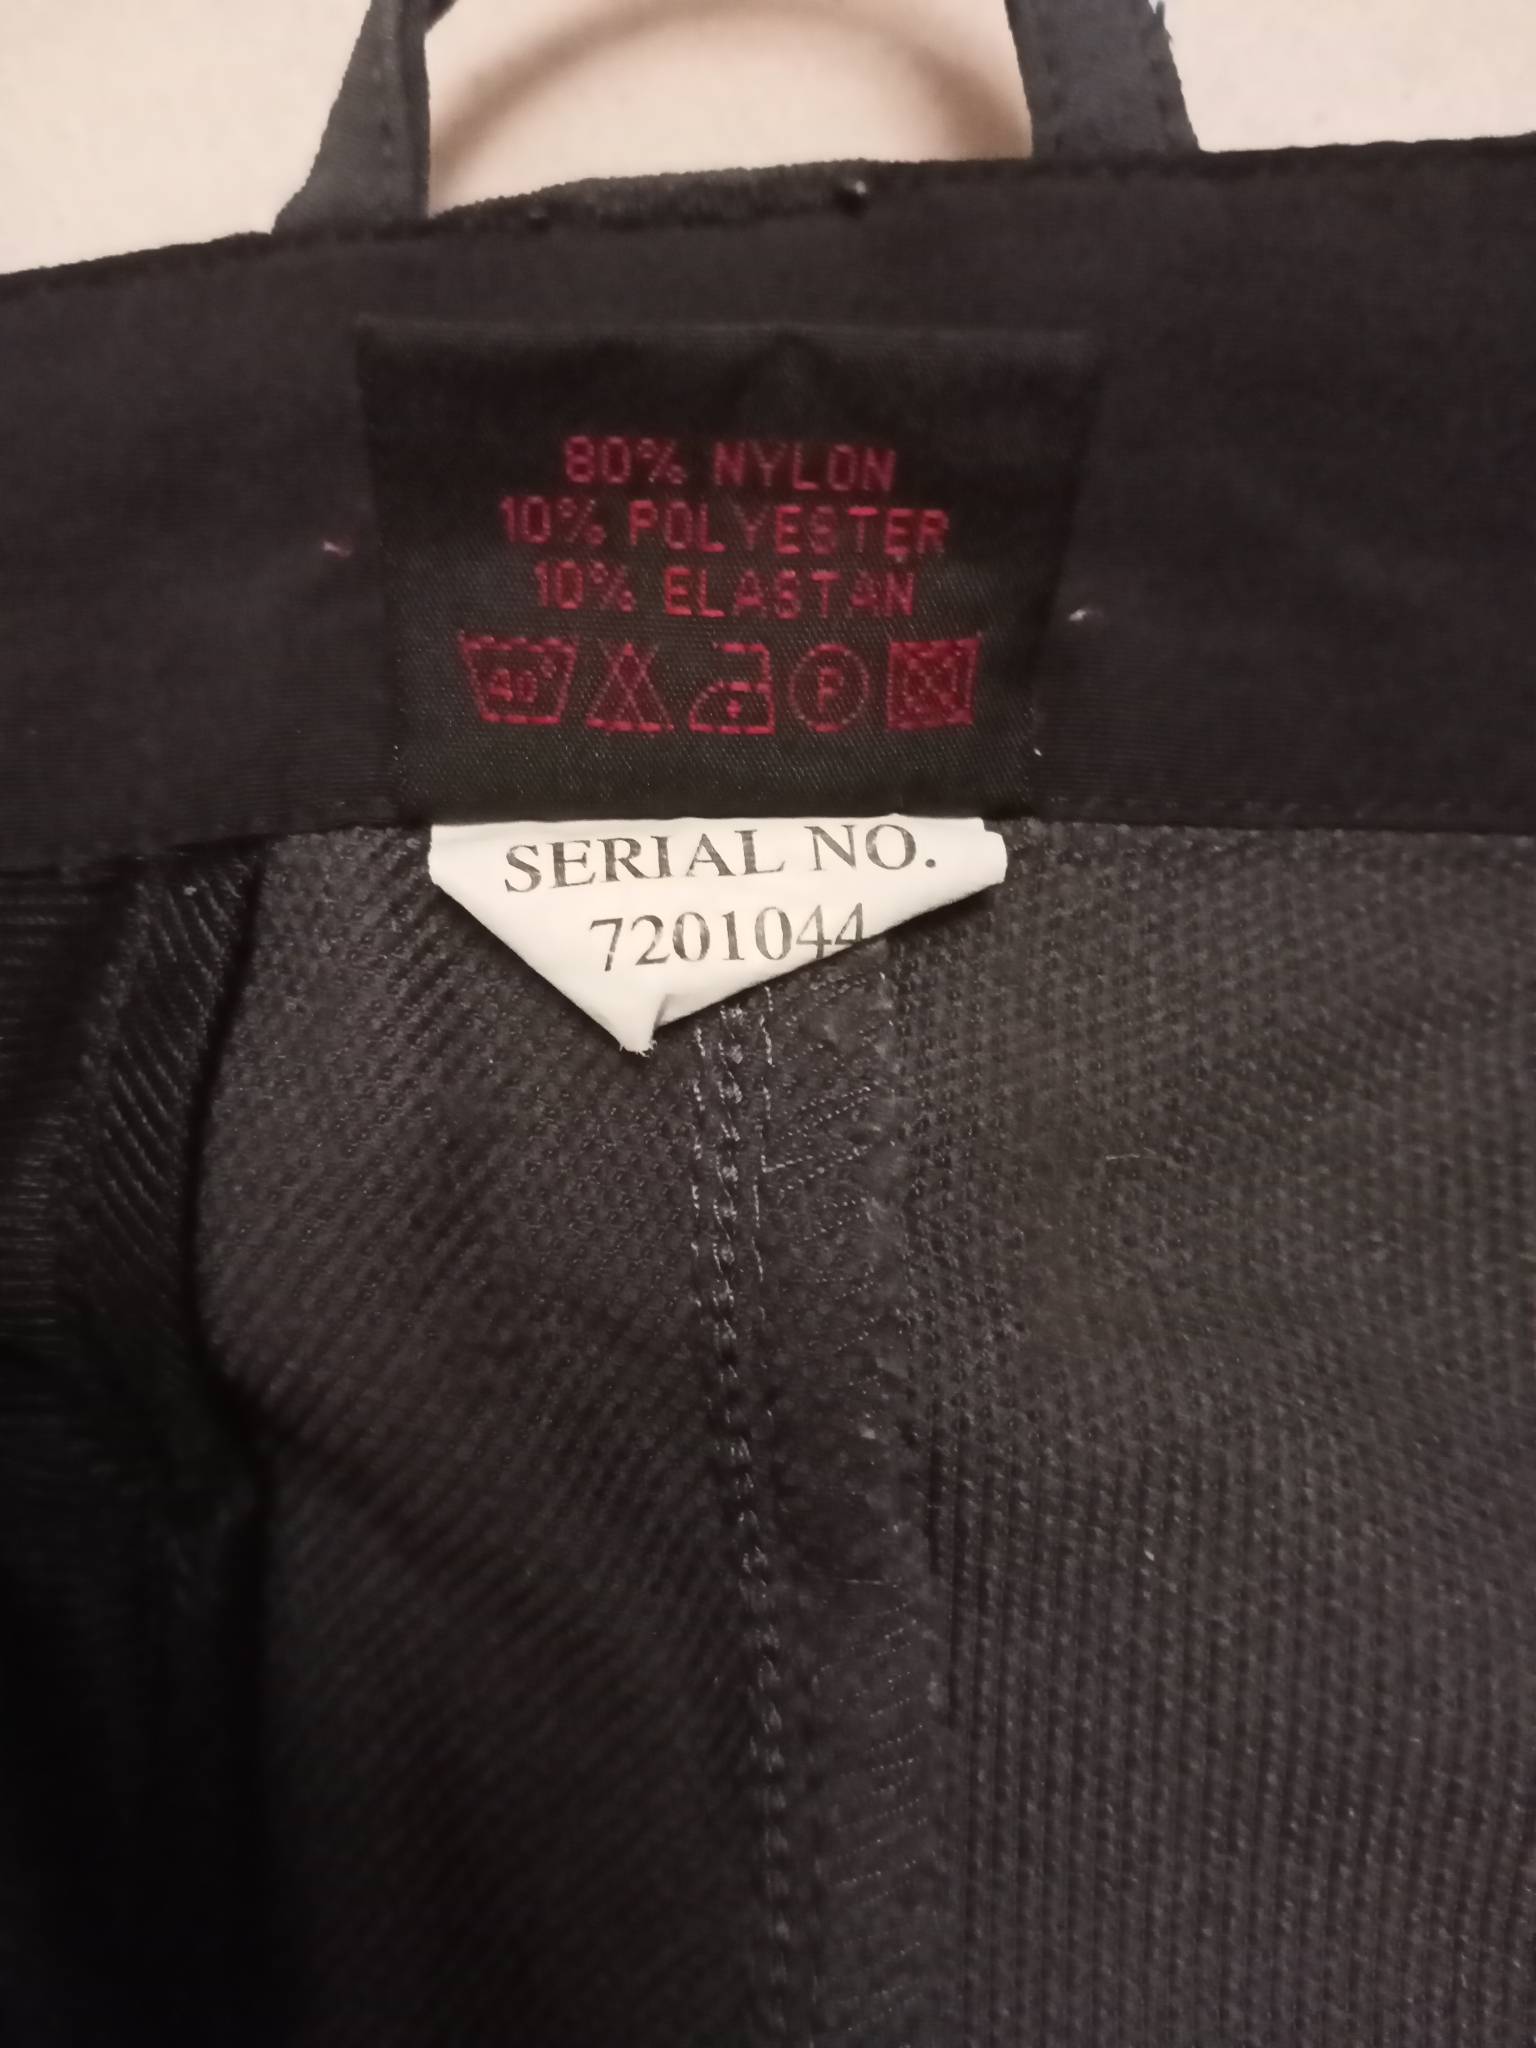 80% NYLON
10% POLYESTER
10% ELASTAN
40° P
SERIAL NO.
7201044